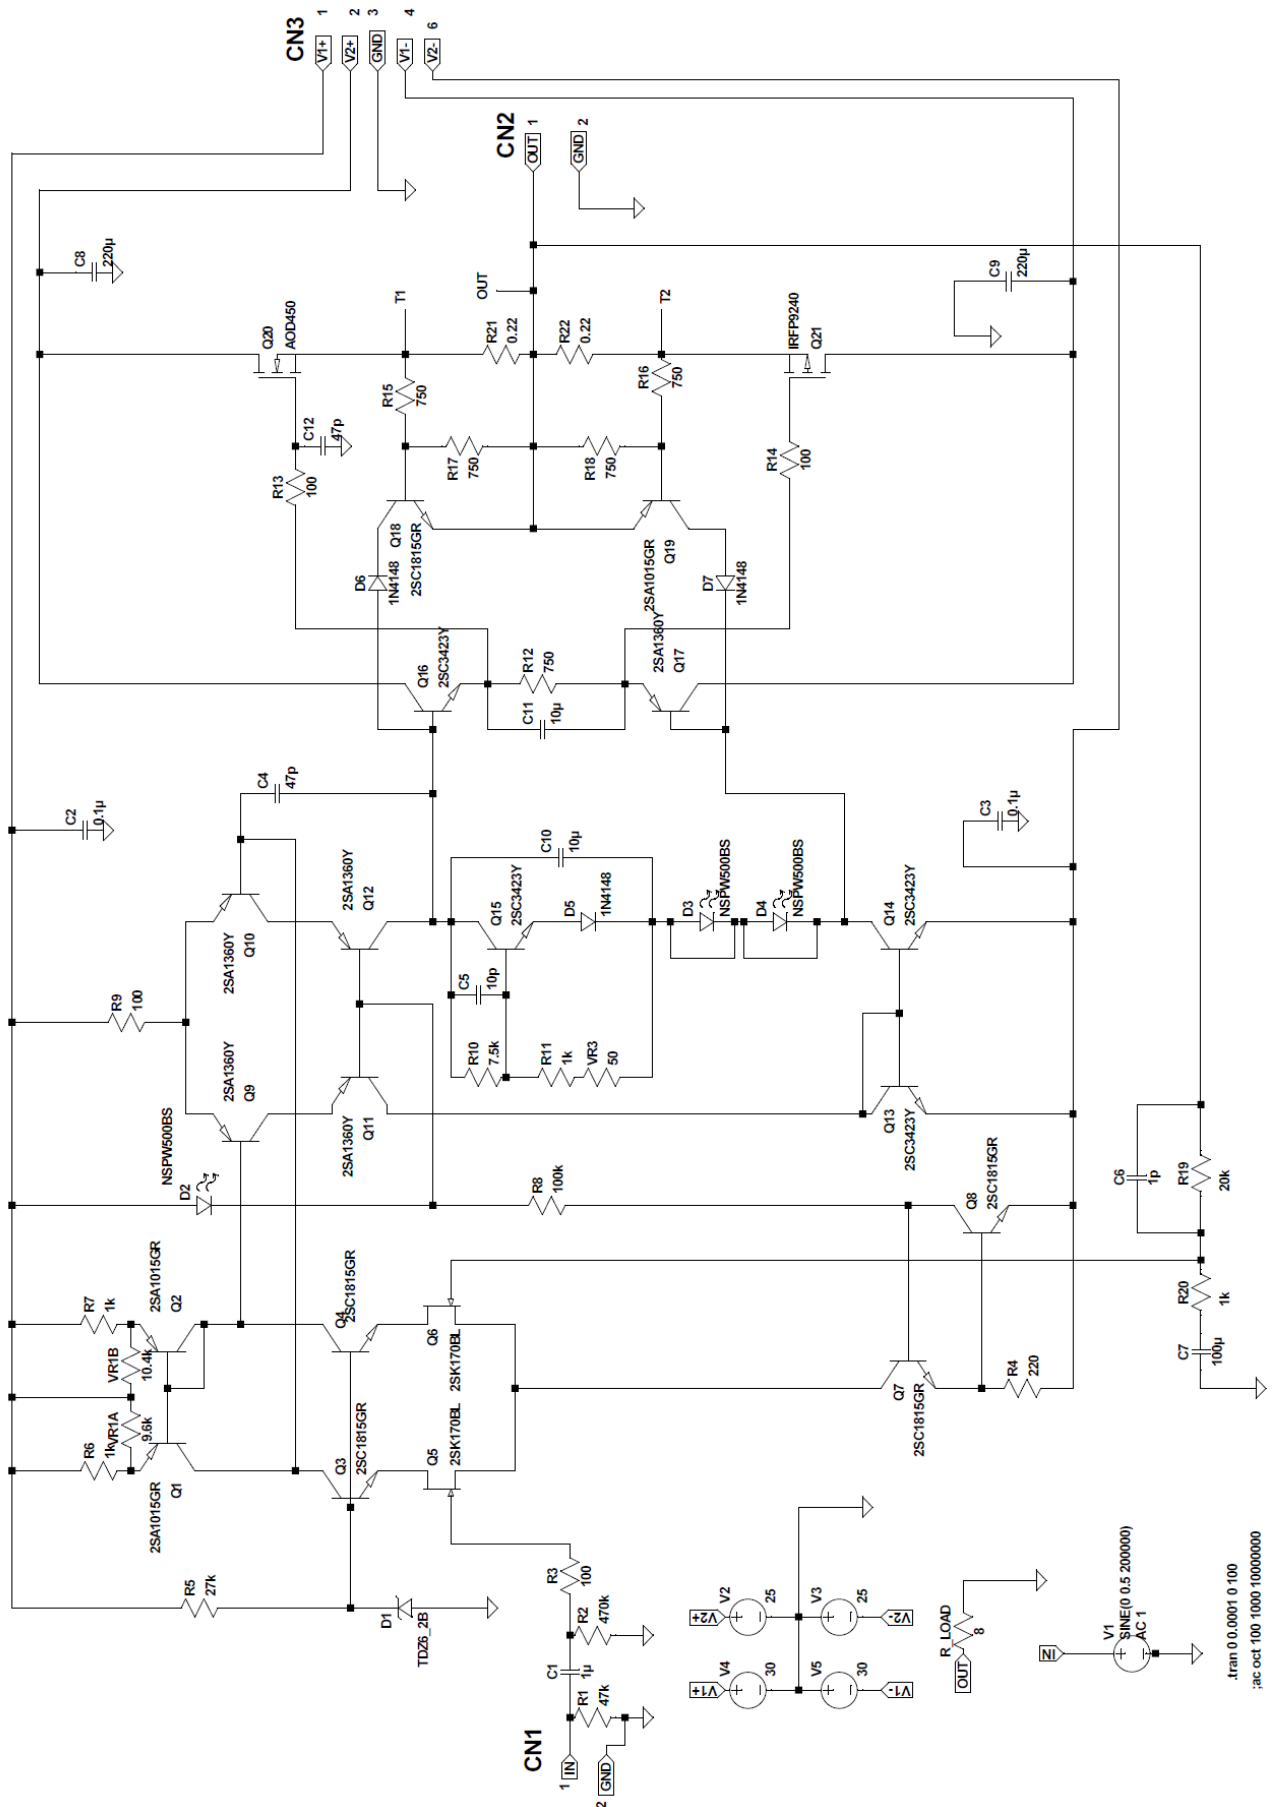 CN3
1
V1+
2
V2+
3
GND
4
V1-
6
V2-
CN2
OUT
1
GND
2
C8
220µ
Q20
AOD450
T1
OUT
R21
0.22
R22
0.22
T2
IRFP9240
Q21
C9
220µ
R15
750
R16
750
C12
47p
R13
100
R17
750
R18
750
R14
100
Q18
2SC1815GR
Q19
2SA1015GR
D6
1N4148
D7
1N4148
Q16
2SC3423Y
R12
750
2SA1360Y
Q17
C11
10µ
C2
0.1µ
C4
47p
C3
0.1µ
2SA1360Y
Q10
2SA1360Y
Q12
C10
10µ
Q15
2SC3423Y
D5
1N4148
D3
NSPW500BS
D4
NSPW500BS
Q14
2SC3423Y
R9
100
C5
10p
R10
7.5k
R11
1k
VR3
50
2SA1360Y
Q9
2SA1360Y
Q11
Q13
2SC3423Y
NSPW500BS
D2
R8
100k
Q8
2SC1815GR
C6
1p
R19
20k
R7
1k
2SA1015GR
Q2
VR1B
10.4k
Q4
2SC1815GR
Q6
2SK170BL
Q7
2SC1815GR
R4
220
R20
1k
C7
100µ
R6
1k
VR1A
9.6k
2SA1015GR
Q1
Q3
2SC1815GR
Q5
2SK170BL
R5
27k
D1
TDZ6_2B
R3
100
R2
470k
C1
1µ
R1
47k
CN1
1
IN
2
GND
V2+
V2
25
V3
25
V2-
V1+
V4
30
V5
30
V1-
R_LOAD
8
OUT
IN
V1
SINE(0 0.5 200000)
AC 1
.tran 0 0.0001 0 100
;ac oct 100 1000 10000000